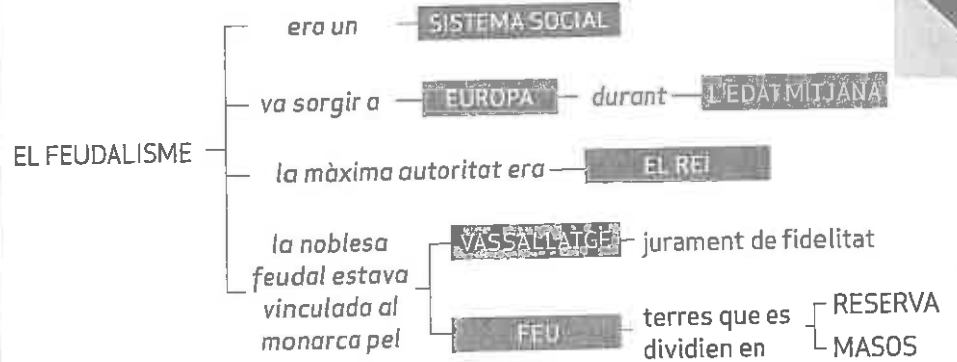 era un SISTEMA SOCIAL
va sorgir a EUROPA durant L'EDAT MITJANA
EL FEUDALISME
la màxima autoritat era EL REI
la noblesa
feudal estava
vinculada al
monarca pel
VASSALLATGE jurament de fidelitat
FEU
terres que es
dividien en
RESERVA
MASOS